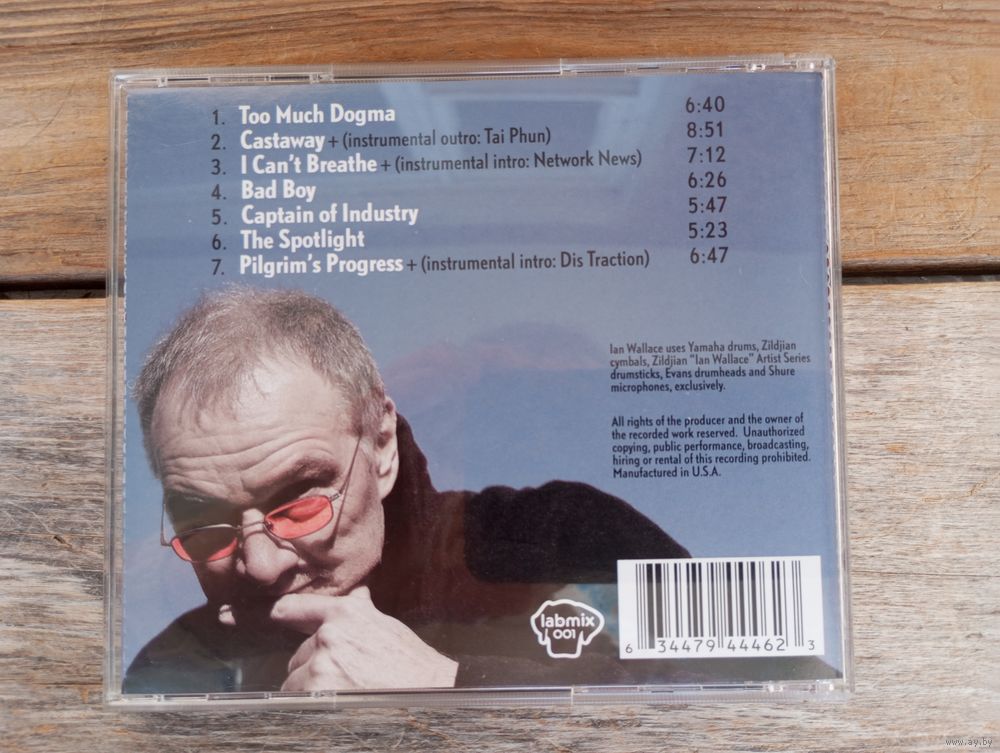 1. Too Much Dogma 6:40
2. Castaway + (instrumental outro: Tai Phun) 8:51
3. I Can't Breathe + (instrumental intro: Network News) 7:12
4. Bad Boy 6:26
5. Captain of Industry 5:47
6. The Spotlight 5:23
7. Pilgrim's Progress + (instrumental intro: Dis Traction) 6:47
Ian Wallace uses Yamaha drums, Zildjian
cymbals, Zildjian "Ian Wallace" Artist Series
drumsticks, Evans drumheads and Shure
microphones, exclusively.
All rights of the producer and the owner of
the recorded work reserved. Unauthorized
copying, public performance, broadcasting,
hiring or rental of this recording prohibited.
Manufactured in U.S.A.
labmix
001
6 34479 44462 3
www.ay.by